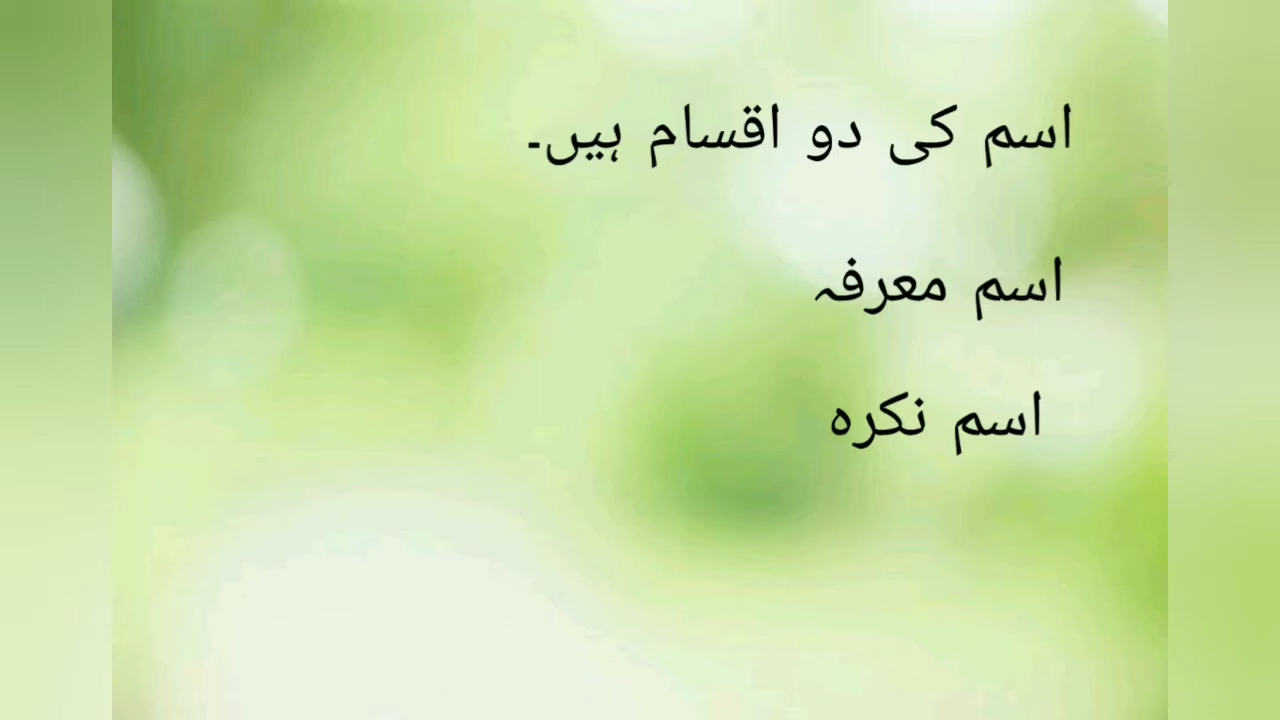 اسم کی دو اقسام ہیں۔
اسم معرفہ
اسم نکرہ